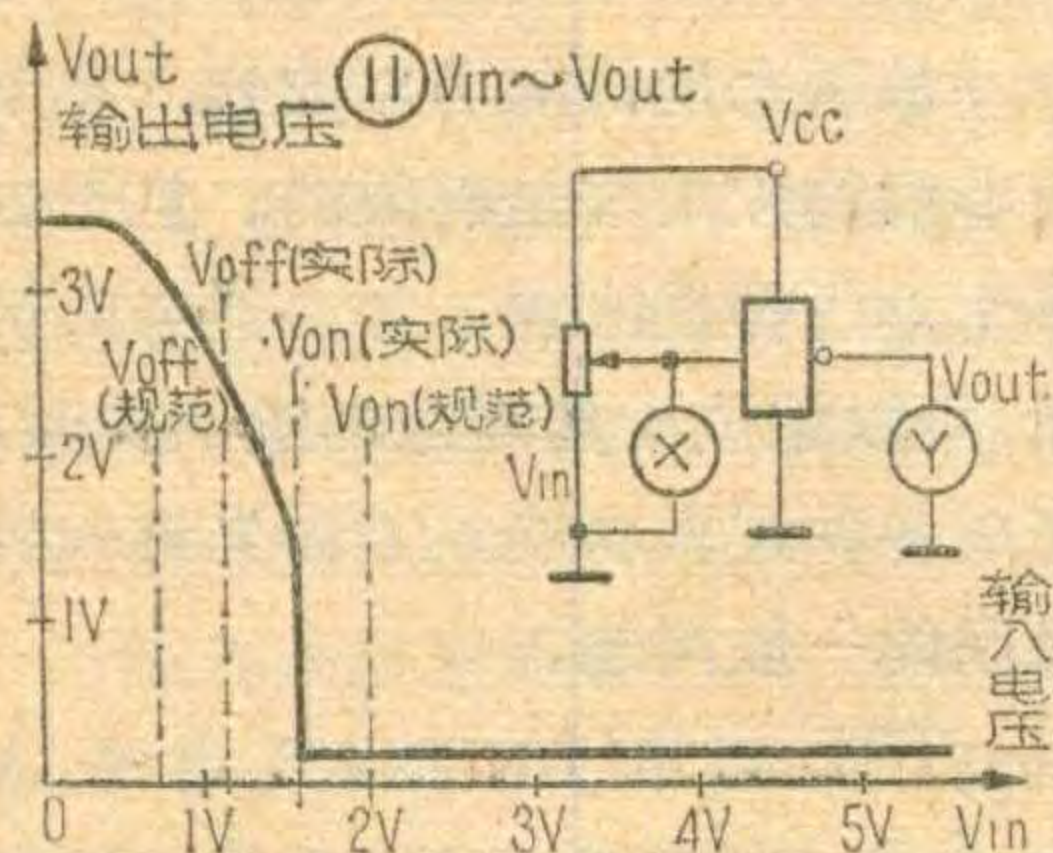 Vout
输出电压
⑪Vin～Vout
Vcc
3V
Voff(实际)
Von(实际)
Voff
(规范)
Von(规范)
2V
1V
Vin
X
Y
Vout
输入电压
0
1V
2V
3V
4V
5V
Vin